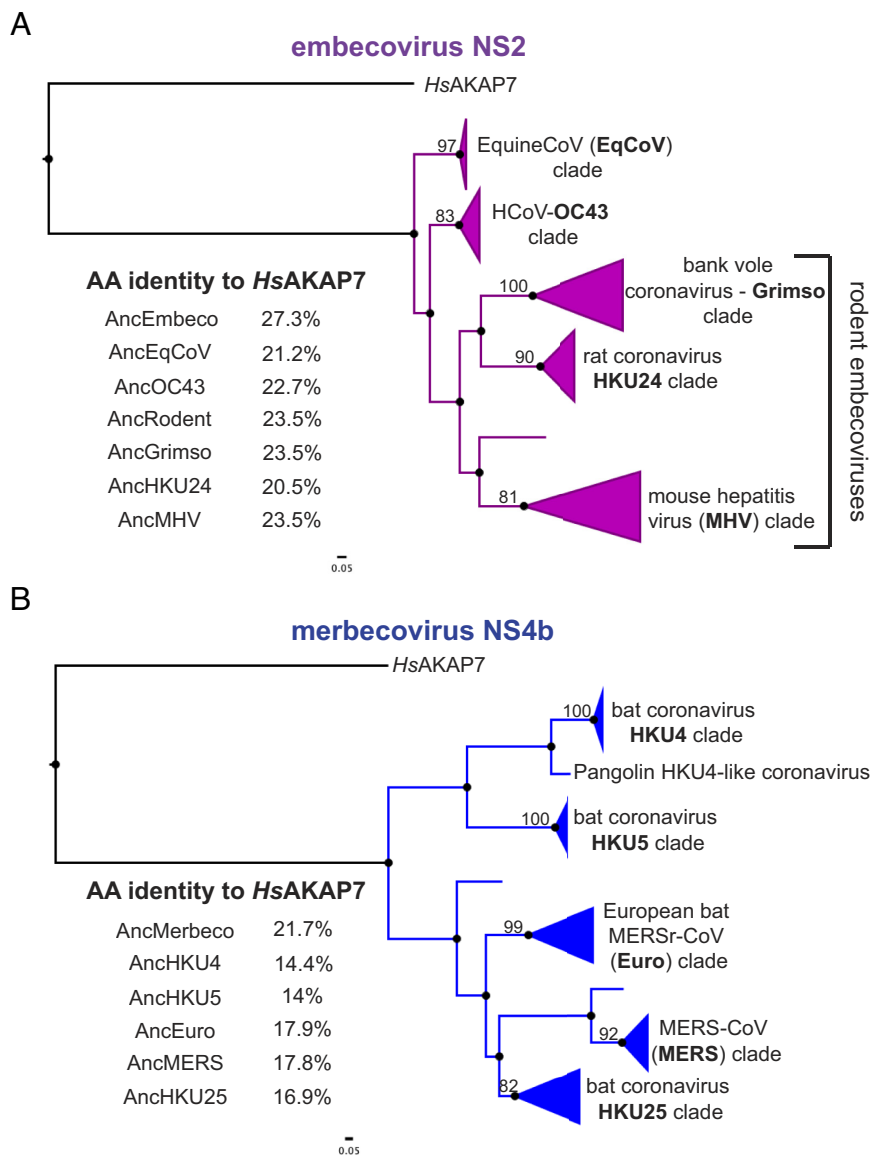 A
embecovirus NS2
HsAKAP7
97
EquineCoV (EqCoV)
clade
83
HCoV-OC43
clade
AA identity to HsAKAP7
AncEmbeco 27.3%
AncEqCoV 21.2%
AncOC43 22.7%
AncRodent 23.5%
AncGrimso 23.5%
AncHKU24 20.5%
AncMHV 23.5%
100
bank vole
coronavirus - Grimso
clade
90
rat coronavirus
HKU24 clade
81
mouse hepatitis
virus (MHV) clade
rodent embecoviruses
0.05
B
merbecovirus NS4b
HsAKAP7
100
bat coronavirus
HKU4 clade
Pangolin HKU4-like coronavirus
100
bat coronavirus
HKU5 clade
AA identity to HsAKAP7
AncMerbeco 21.7%
AncHKU4 14.4%
AncHKU5 14%
AncEuro 17.9%
AncMERS 17.8%
AncHKU25 16.9%
99
European bat
MERSr-CoV
(Euro) clade
92
MERS-CoV
(MERS) clade
82
bat coronavirus
HKU25 clade
0.05